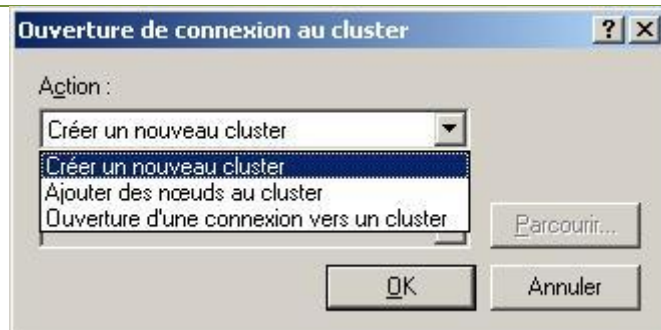 Ouverture de connexion au cluster
Action :
Créer un nouveau cluster
Créer un nouveau cluster
Ajouter des nœuds au cluster
Ouverture d'une connexion vers un cluster
Parcourir...
OK
Annuler